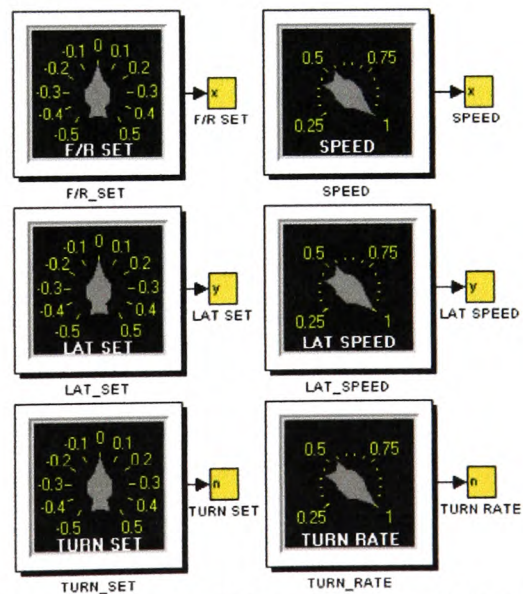 -0.1 0 0.1
-0.2 0.2
-0.3 0.3
-0.4 0.4
-0.5 0.5
F/R SET
x
F/R SET
F/R_SET
0.5 0.75
0.25 1
SPEED
x
SPEED
SPEED
-0.1 0 0.1
-0.2 0.2
-0.3 0.3
-0.4 0.4
-0.5 0.5
LAT SET
y
LAT SET
LAT_SET
0.5 0.75
0.25 1
LAT SPEED
y
LAT SPEED
LAT_SPEED
-0.1 0 0.1
-0.2 0.2
-0.3 0.3
-0.4 0.4
-0.5 0.5
TURN SET
n
TURN SET
TURN_SET
0.5 0.75
0.25 1
TURN RATE
n
TURN RATE
TURN_RATE